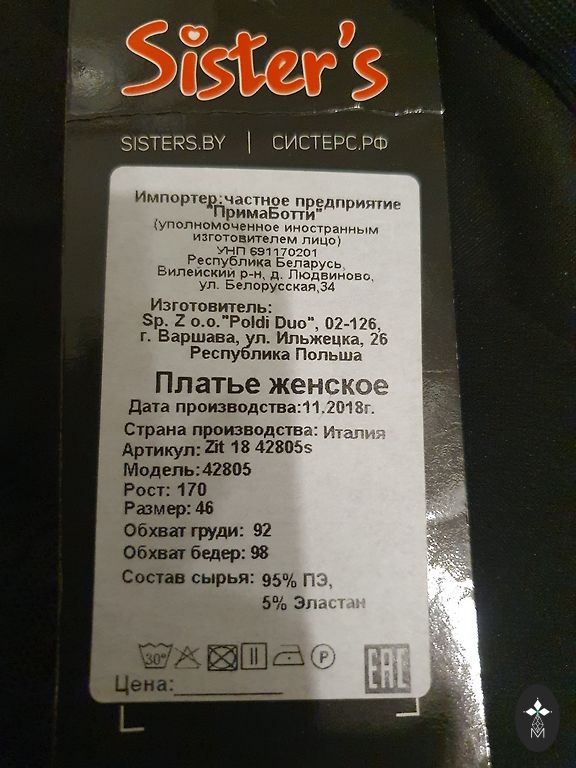 Sister's
SISTERS.BY | СИСТЕРС.РФ
Импортер:частное предприятие
"ПримаБотти"
(уполномоченное иностранным
изготовителем лицо)
УНП 691170201
Республика Беларусь,
Вилейский р-н, д. Людвиново,
ул. Белорусская,34
Изготовитель:
Sp. Z o.o."Poldi Duo", 02-126,
г. Варшава, ул. Ильжецка, 26
Республика Польша
Платье женское
Дата производства:11.2018г.
Страна производства: Италия
Артикул: Zit 18 42805s
Модель:42805
Рост: 170
Размер: 46
Обхват груди: 92
Обхват бедер: 98
Состав сырья: 95% ПЭ,
5% Эластан
30° P EAC
Цена:__________
M